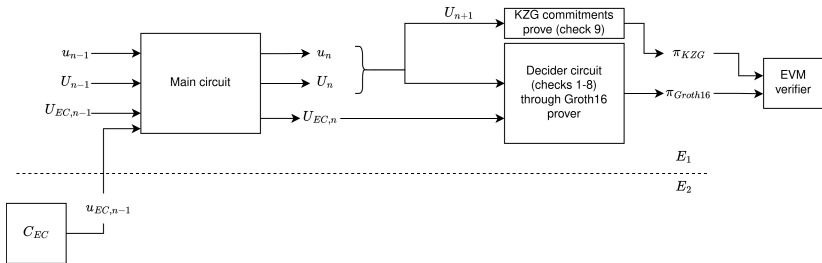 U_{n+1}
KZG commitments
prove (check 9)
u_{n-1}
u_n
π_{KZG}
Main circuit
U_{n-1}
U_n
Decider circuit
(checks 1-8)
through Groth16
prover
EVM
verifier
π_{Groth16}
U_{EC,n-1}
U_{EC,n}
E_1
E_2
u_{EC,n-1}
C_{EC}